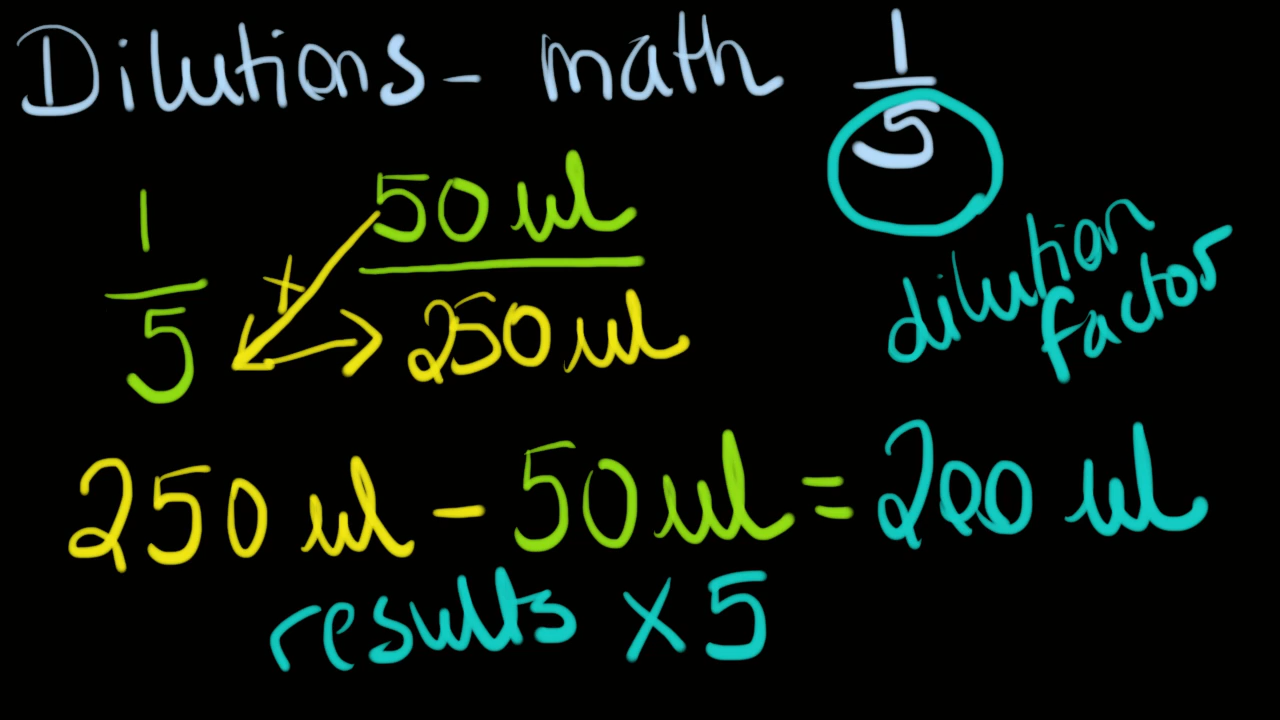 Dilutions - math
1
5
dilution
factor
1
5
x
50 ul
250 ul
250 ul - 50 ul = 200 ul
results x 5